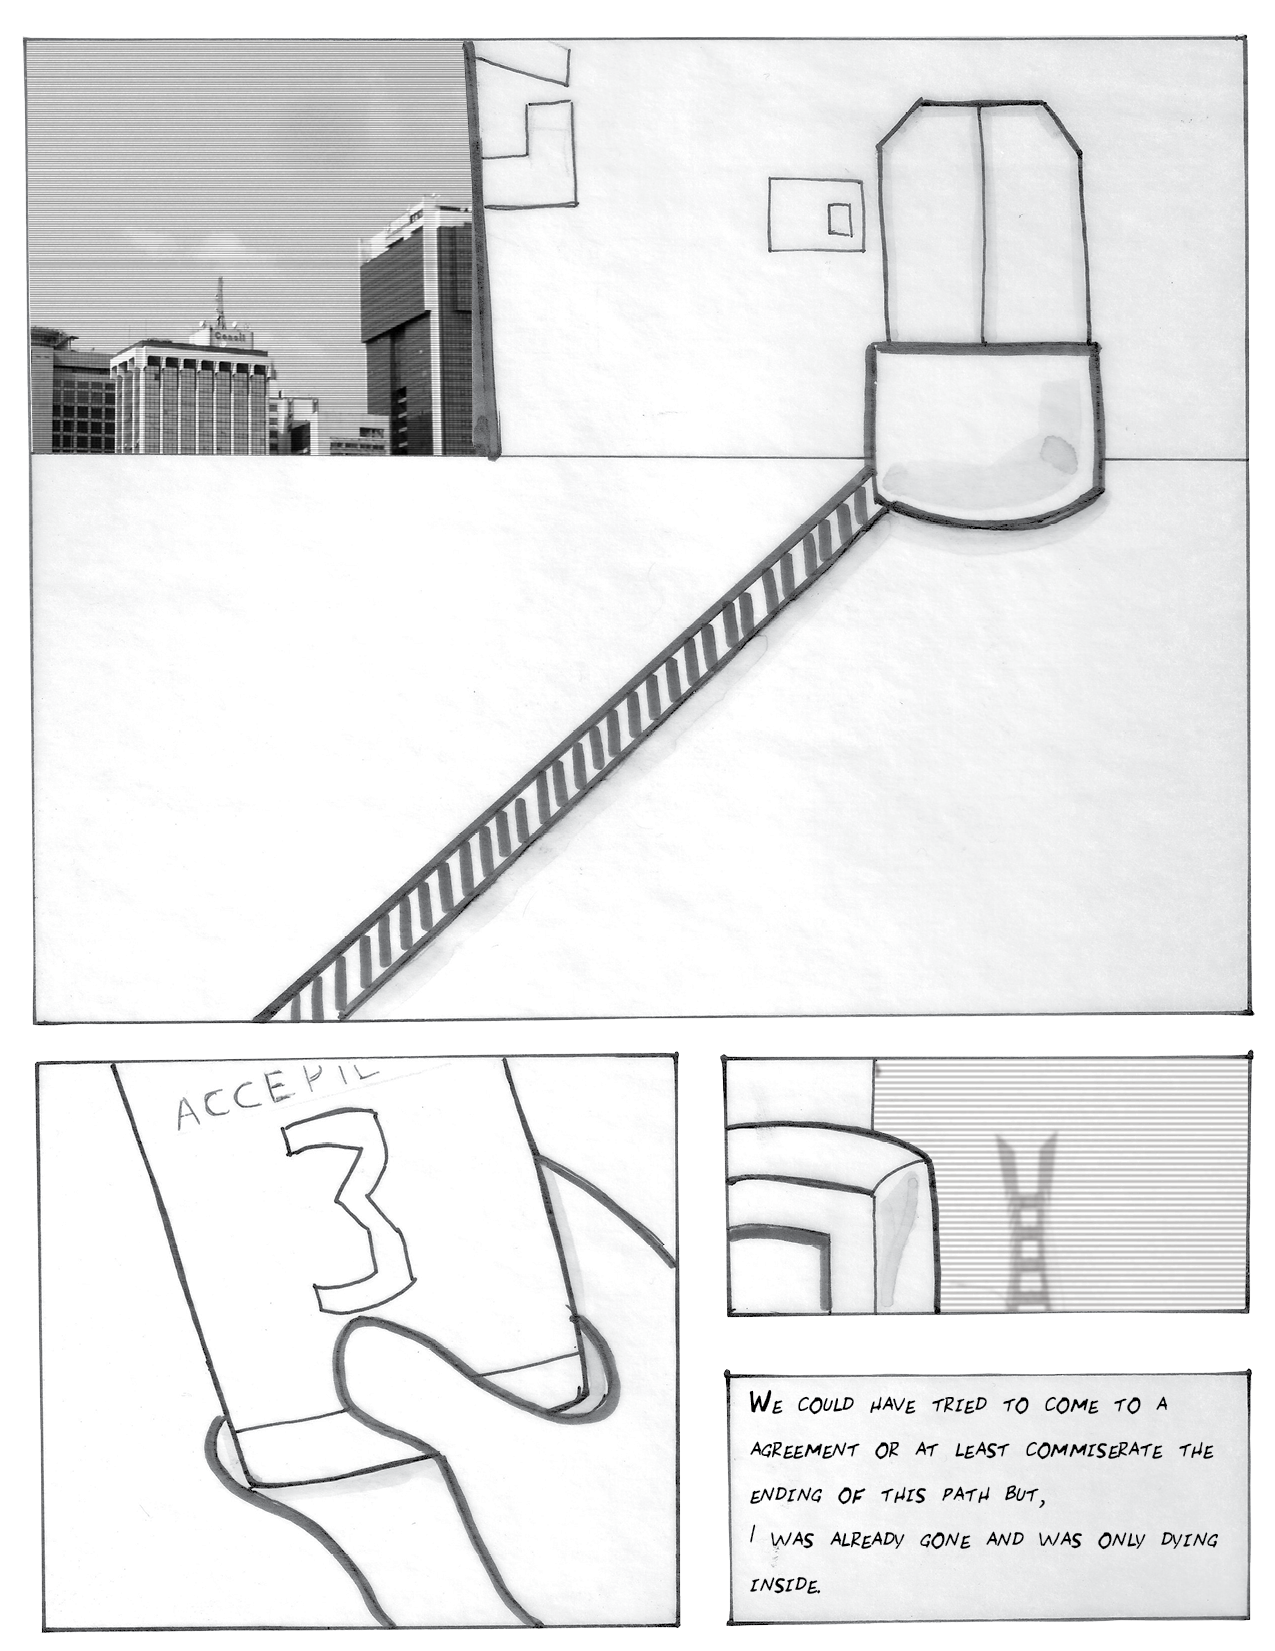 3
We could have tried to come to a
agreement or at least commiserate the
ending of this path but,
I was already gone and was only dying
inside.